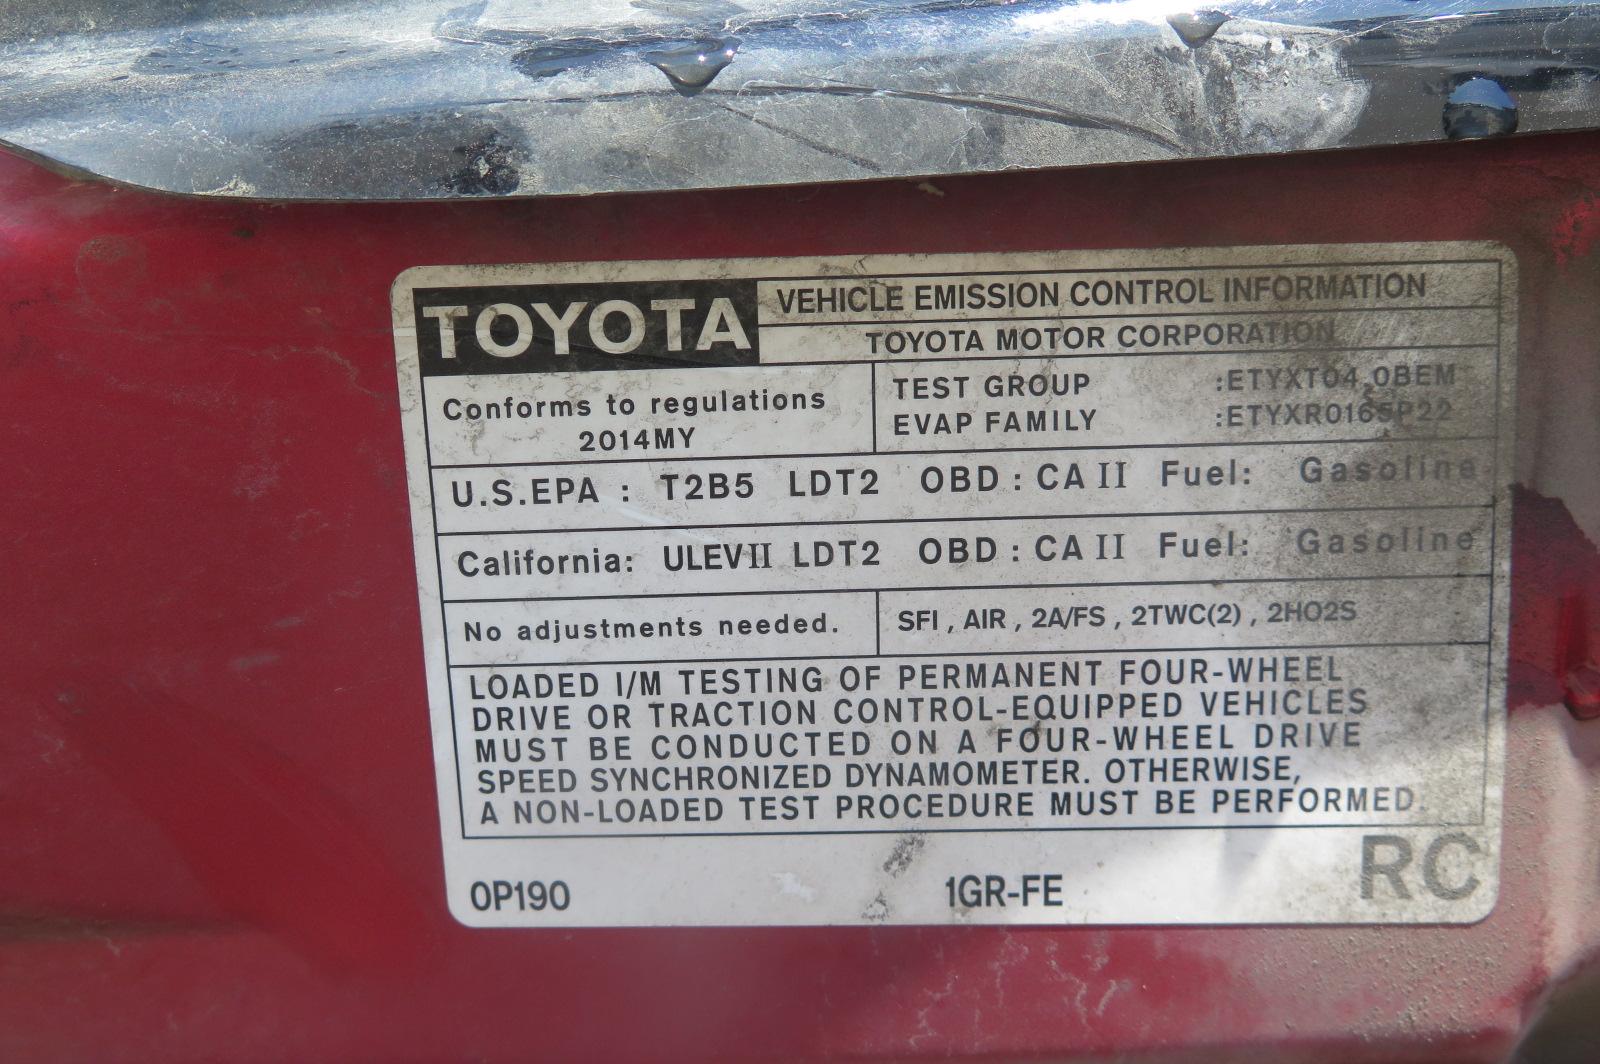 TOYOTA
VEHICLE EMISSION CONTROL INFORMATION
TOYOTA MOTOR CORPORATION
Conforms to regulations
2014MY
TEST GROUP :ETYXT04.0BEM
EVAP FAMILY :ETYXR0165P22
U.S.EPA : T2B5 LDT2 OBD : CA II Fuel: Gasoline
California: ULEVII LDT2 OBD : CA II Fuel: Gasoline
No adjustments needed.
SFI , AIR , 2A/FS , 2TWC(2) , 2HO2S
LOADED I/M TESTING OF PERMANENT FOUR-WHEEL
DRIVE OR TRACTION CONTROL-EQUIPPED VEHICLES
MUST BE CONDUCTED ON A FOUR-WHEEL DRIVE
SPEED SYNCHRONIZED DYNAMOMETER. OTHERWISE,
A NON-LOADED TEST PROCEDURE MUST BE PERFORMED.
0P190 1GR-FE RC